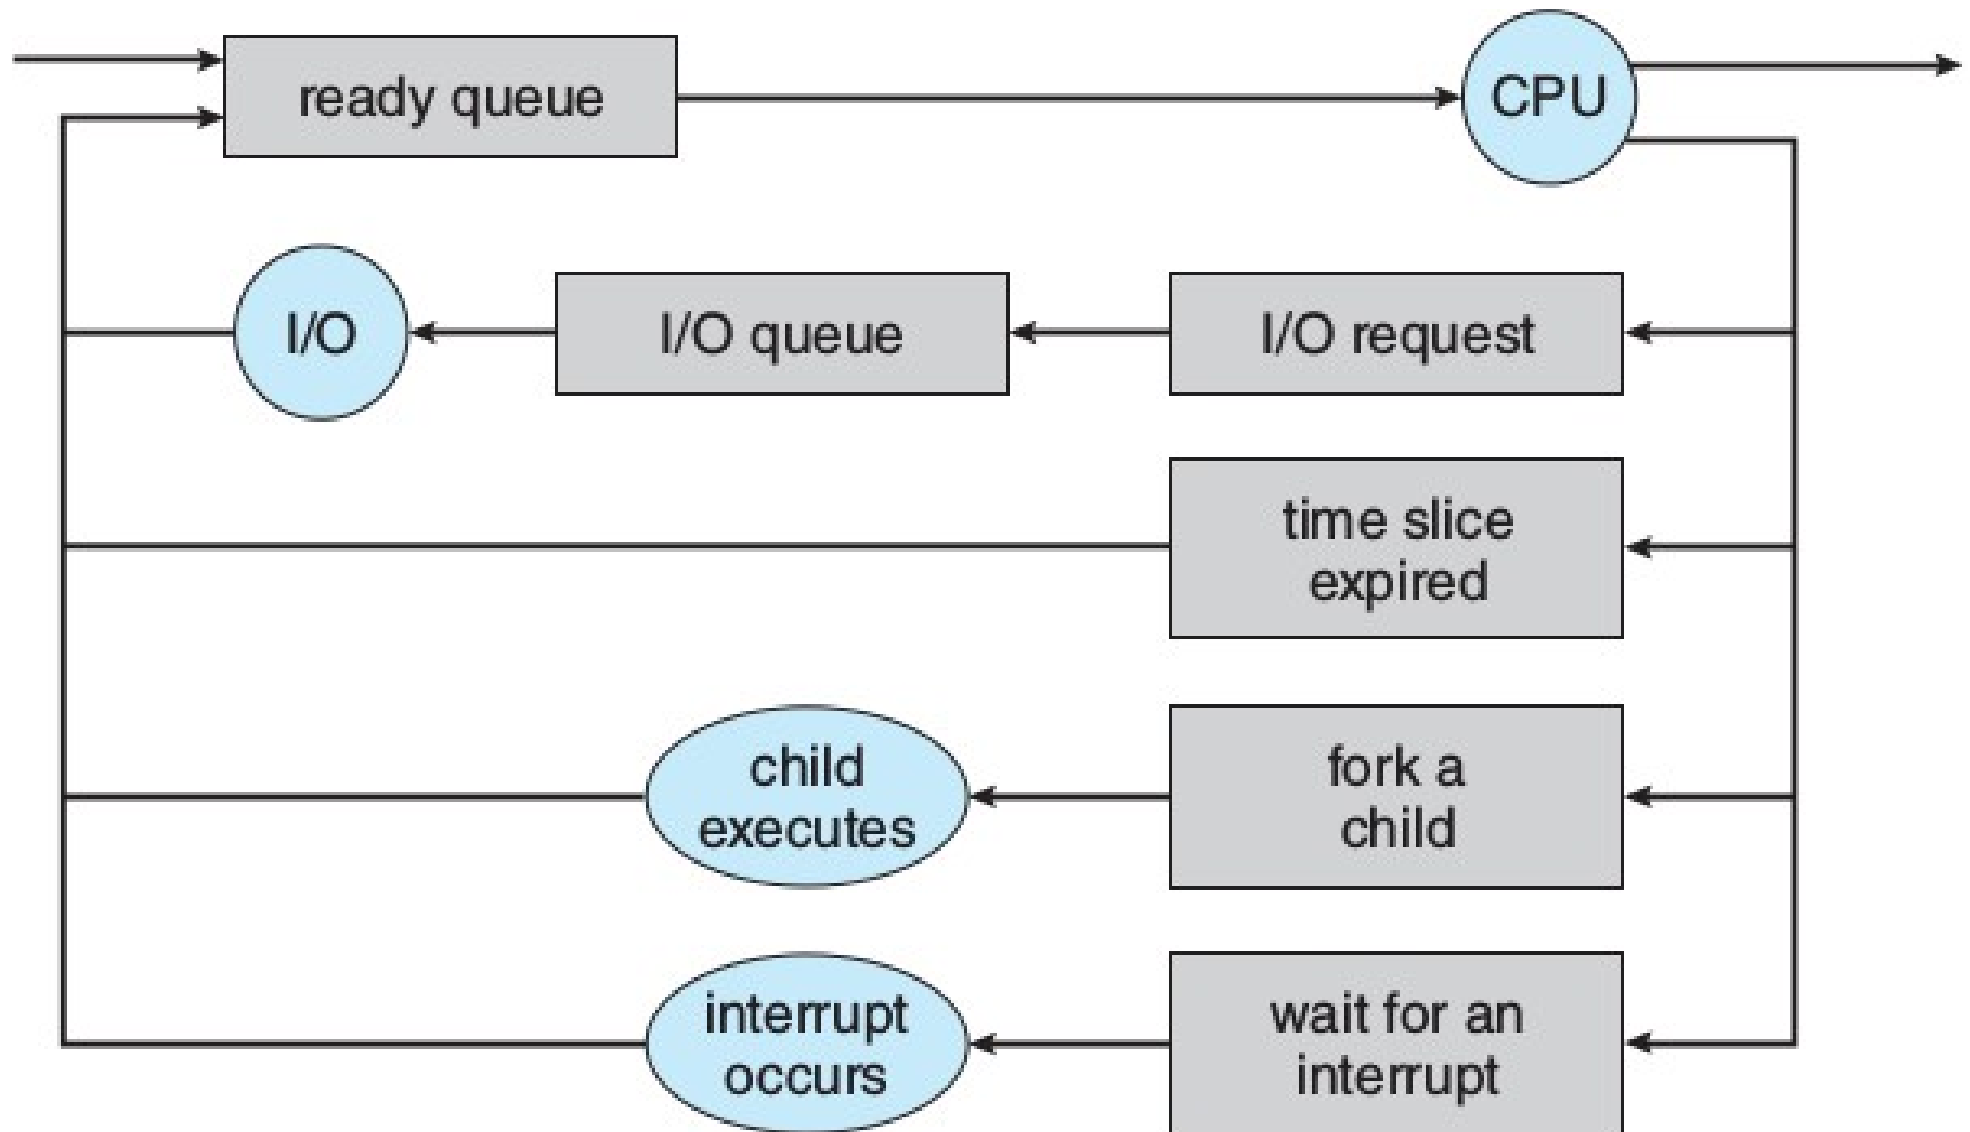 ready queue
CPU
I/O
I/O queue
I/O request
time slice
expired
child
executes
fork a
child
interrupt
occurs
wait for an
interrupt